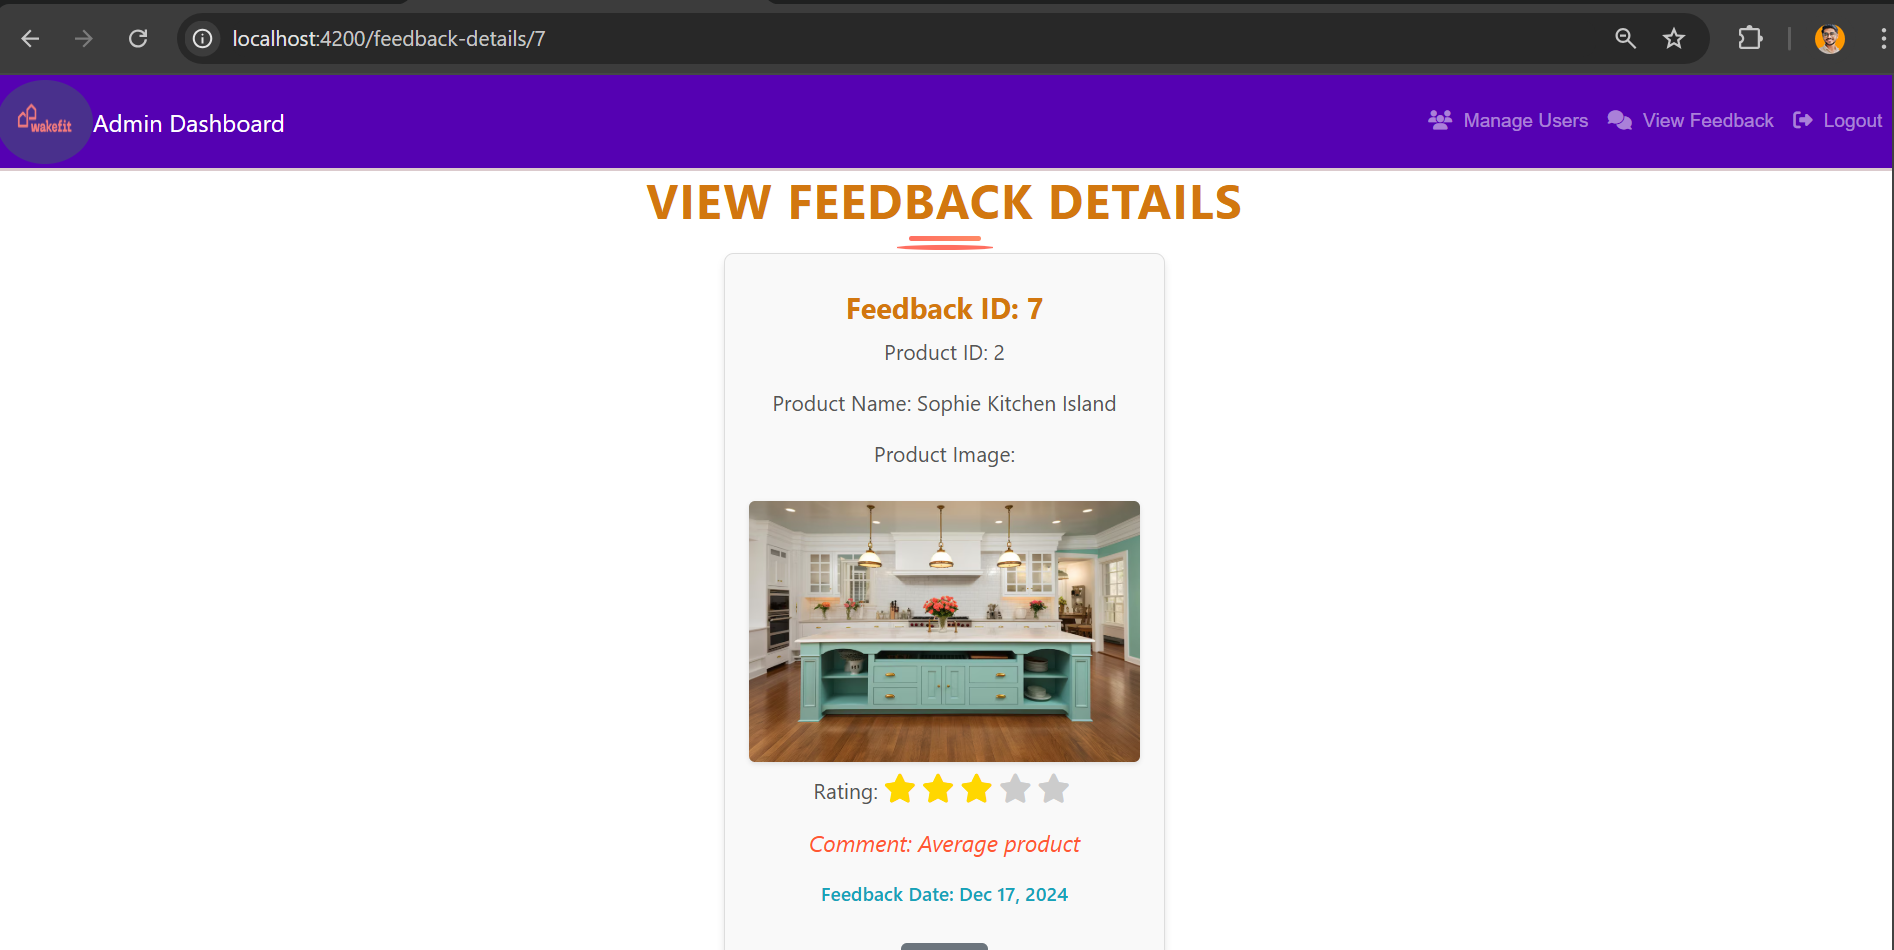 localhost:4200/feedback-details/7
wakefit
Admin Dashboard
Manage Users
View Feedback
Logout
VIEW FEEDBACK DETAILS
Feedback ID: 7
Product ID: 2
Product Name: Sophie Kitchen Island
Product Image:
Rating:
Comment: Average product
Feedback Date: Dec 17, 2024